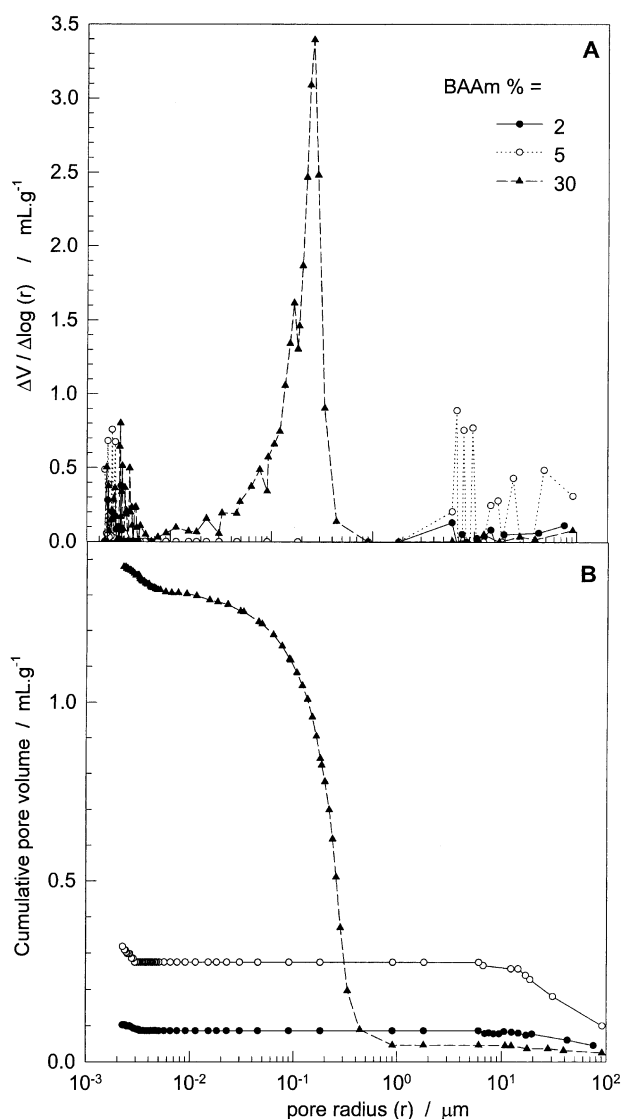 3.5
A
BAAm % =
3.0
2
5
2.5
30
ΔV / Δlog (r) / mL.g⁻¹
2.0
1.5
1.0
0.5
0.0
B
Cumulative pore volume / mL.g⁻¹
1.0
0.5
0.0
10⁻³ 10⁻² 10⁻¹ 10⁰ 10¹ 10²
pore radius (r) / μm